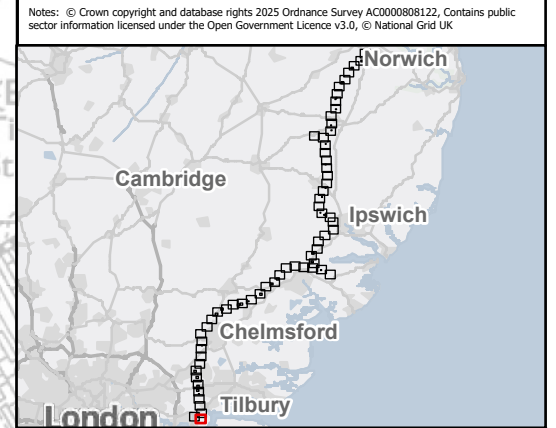 Notes: © Crown copyright and database rights 2025 Ordnance Survey AC0000808122, Contains public
sector information licensed under the Open Government Licence v3.0, © National Grid UK
Norwich
Cambridge
Ipswich
Chelmsford
Tilbury
London